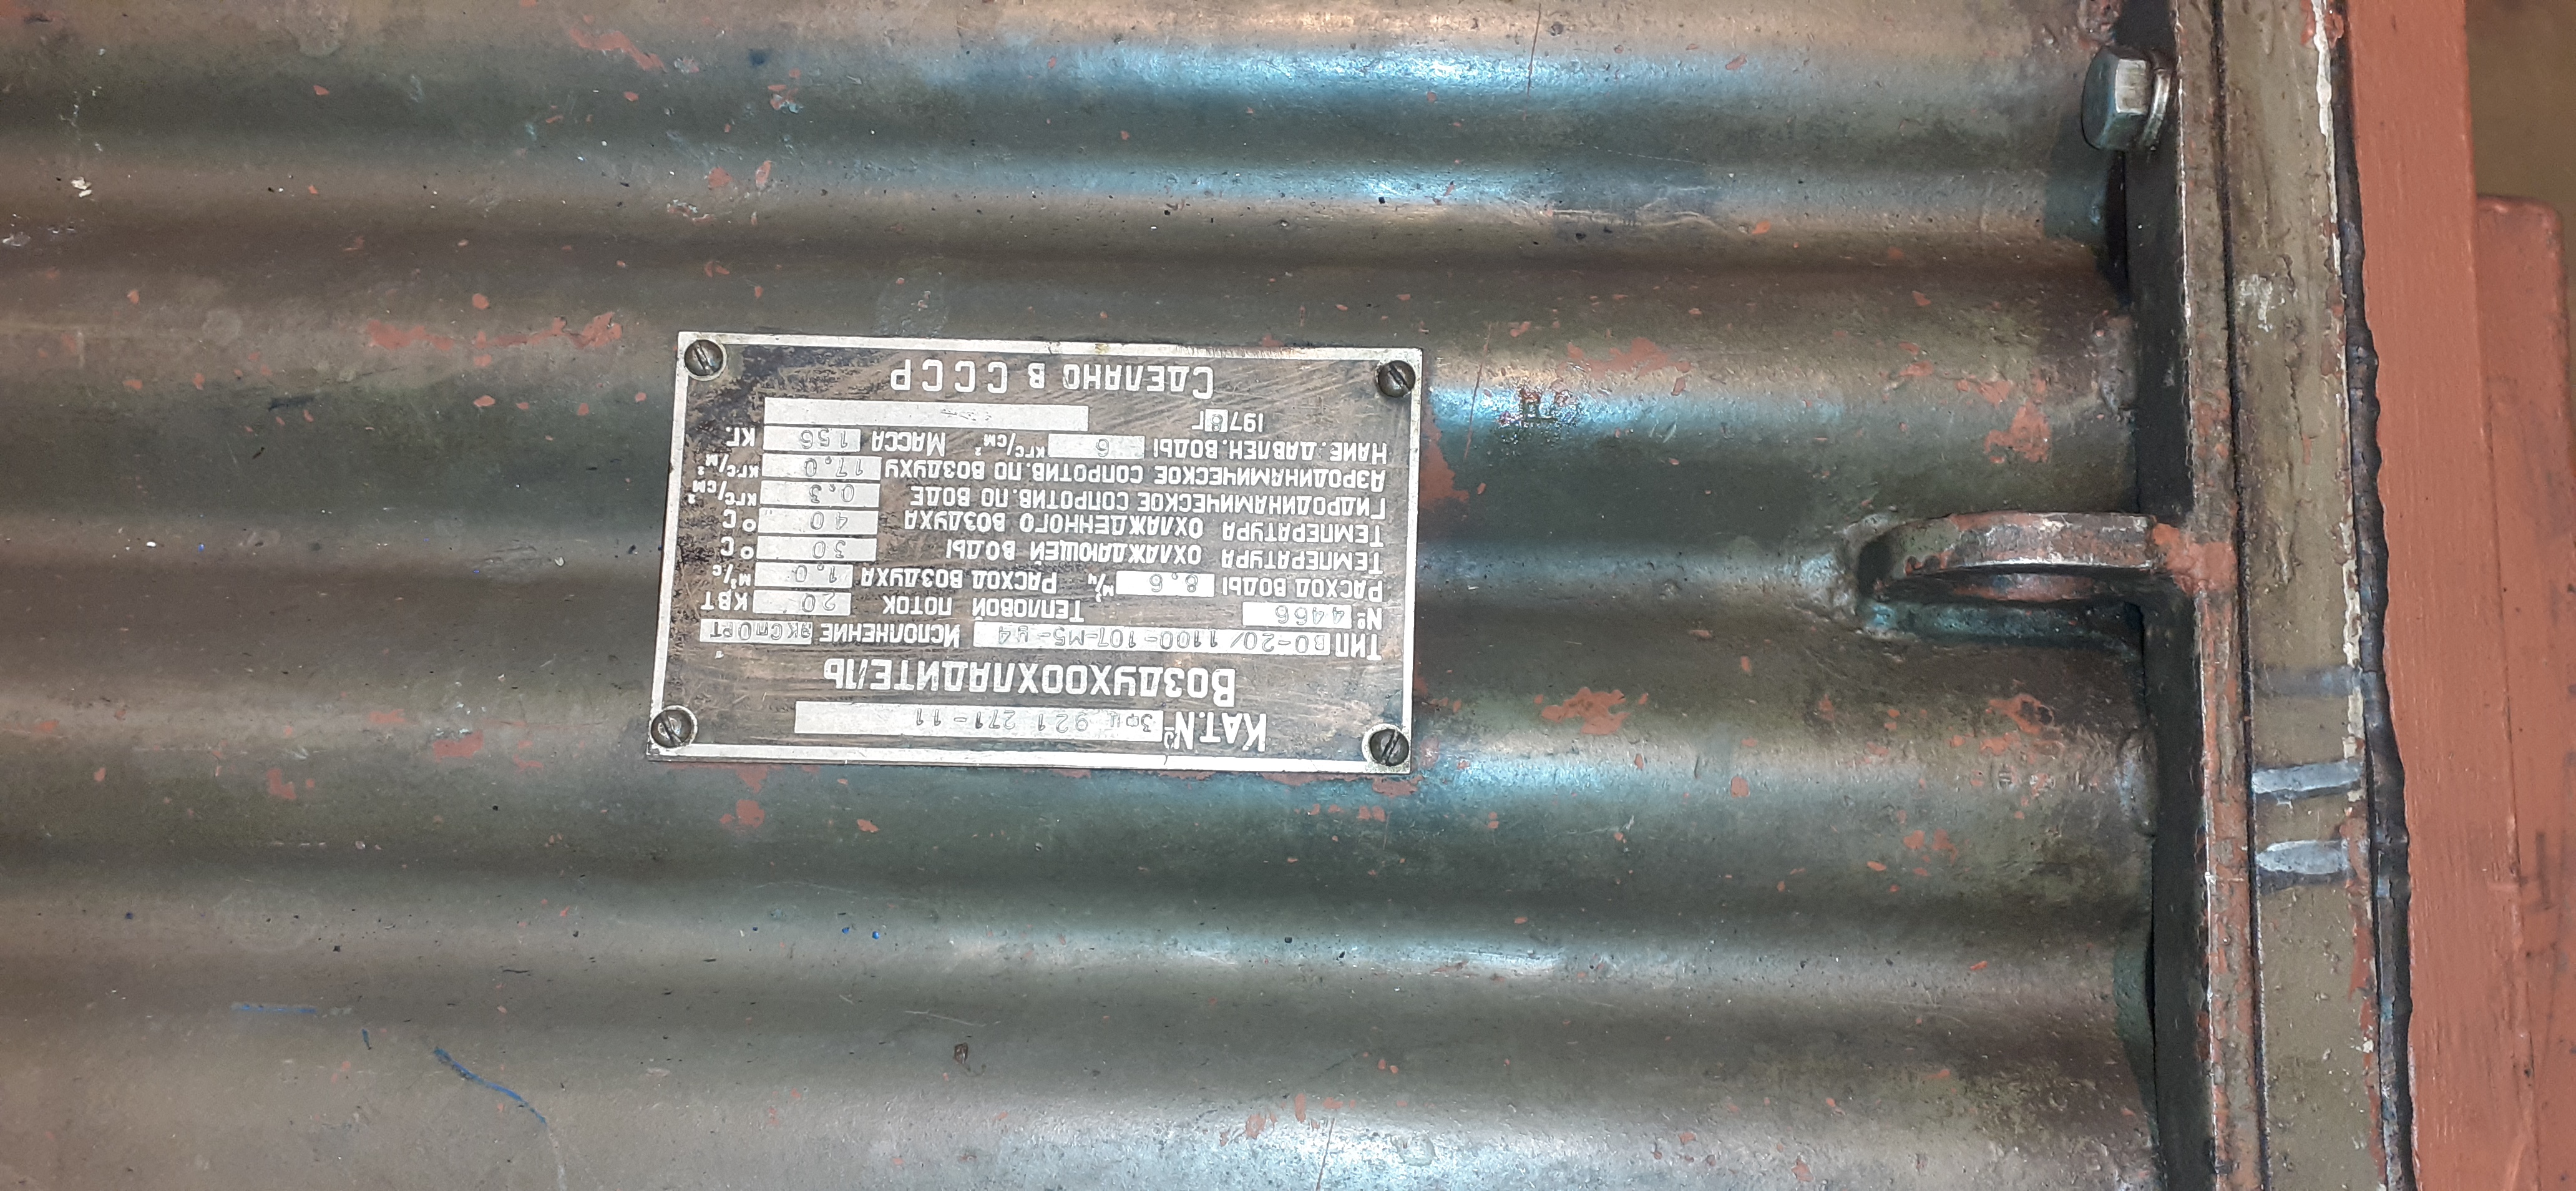 КАТ.№ 3фц 921 271-11
ВОЗДУХООХЛАДИТЕЛЬ
ТИП ВО-20/1100-107-М5-У4 ИСПОЛНЕНИЕ ЭКСПОРТ
№ 4466 ТЕПЛОВОЙ ПОТОК 20 КВТ
РАСХОД ВОДЫ 8,6 м³/ч РАСХОД ВОЗДУХА 1,0 м³/с
ТЕМПЕРАТУРА ОХЛАЖДАЮЩЕЙ ВОДЫ 30 °С
ТЕМПЕРАТУРА ОХЛАЖДЕННОГО ВОЗДУХА 40 °С
ГИДРОДИНАМИЧЕСКОЕ СОПРОТИВ.ПО ВОДЕ 0,3 кгс/см²
АЭРОДИНАМИЧЕСКОЕ СОПРОТИВ.ПО ВОЗДУХУ 17,0 кгс/м²
НАИБ.ДАВЛЕН.ВОДЫ 6 кгс/см² МАССА 156 КГ.
1978Г
СДЕЛАНО В СССР